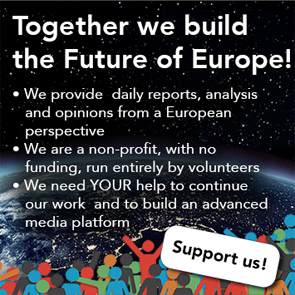 Together we build
the Future of Europe!
• We provide  daily reports, analysis
and opinions from a European
perspective
• We are a non-profit, with no
funding, run entirely by volunteers
• We need YOUR help to continue
our work  and to build an advanced
media platform
Support us!